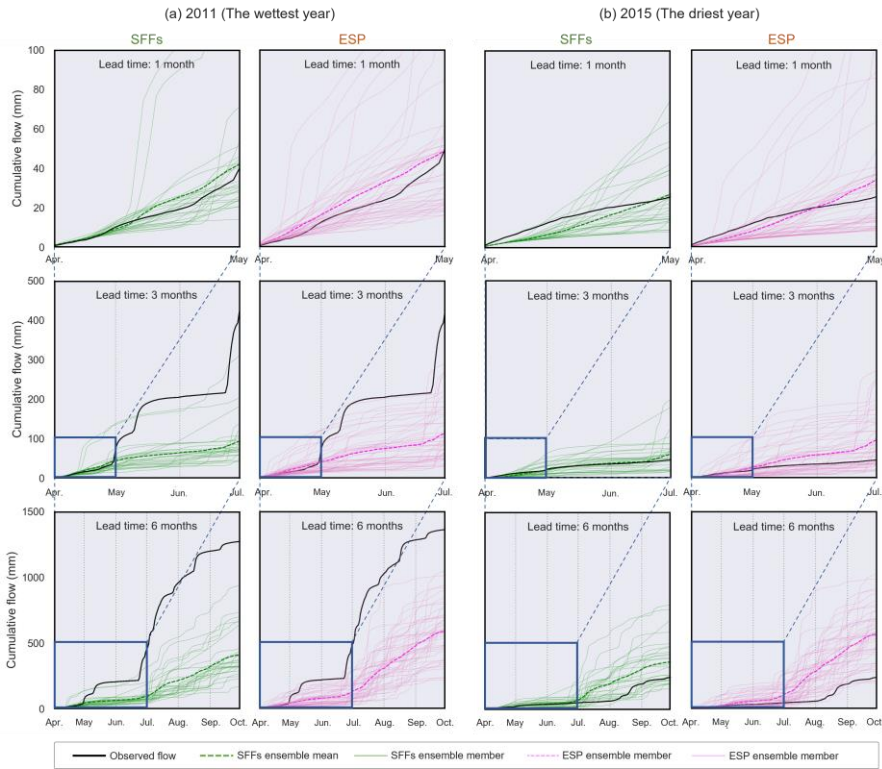 (a) 2011 (The wettest year)
(b) 2015 (The driest year)
SFFs
ESP
SFFs
ESP
Cumulative flow (mm)
100
80
60
40
20
0
Lead time: 1 month
Lead time: 1 month
Lead time: 1 month
Lead time: 1 month
Apr. May
Apr. May
Apr. May
Apr. May
Cumulative flow (mm)
500
400
300
200
100
0
Lead time: 3 months
Lead time: 3 months
Lead time: 3 months
Lead time: 3 months
Apr. May Jun. Jul.
Apr. May Jun. Jul.
Apr. May Jun. Jul.
Apr. May Jun. Jul.
Cumulative flow (mm)
1500
1000
500
0
Lead time: 6 months
Lead time: 6 months
Lead time: 6 months
Lead time: 6 months
Apr. May Jun. Jul. Aug. Sep. Oct.
Apr. May Jun. Jul. Aug. Sep. Oct.
Apr. May Jun. Jul. Aug. Sep. Oct.
Apr. May Jun. Jul. Aug. Sep. Oct.
Observed flow SFFs ensemble mean SFFs ensemble member ESP ensemble member ESP ensemble member